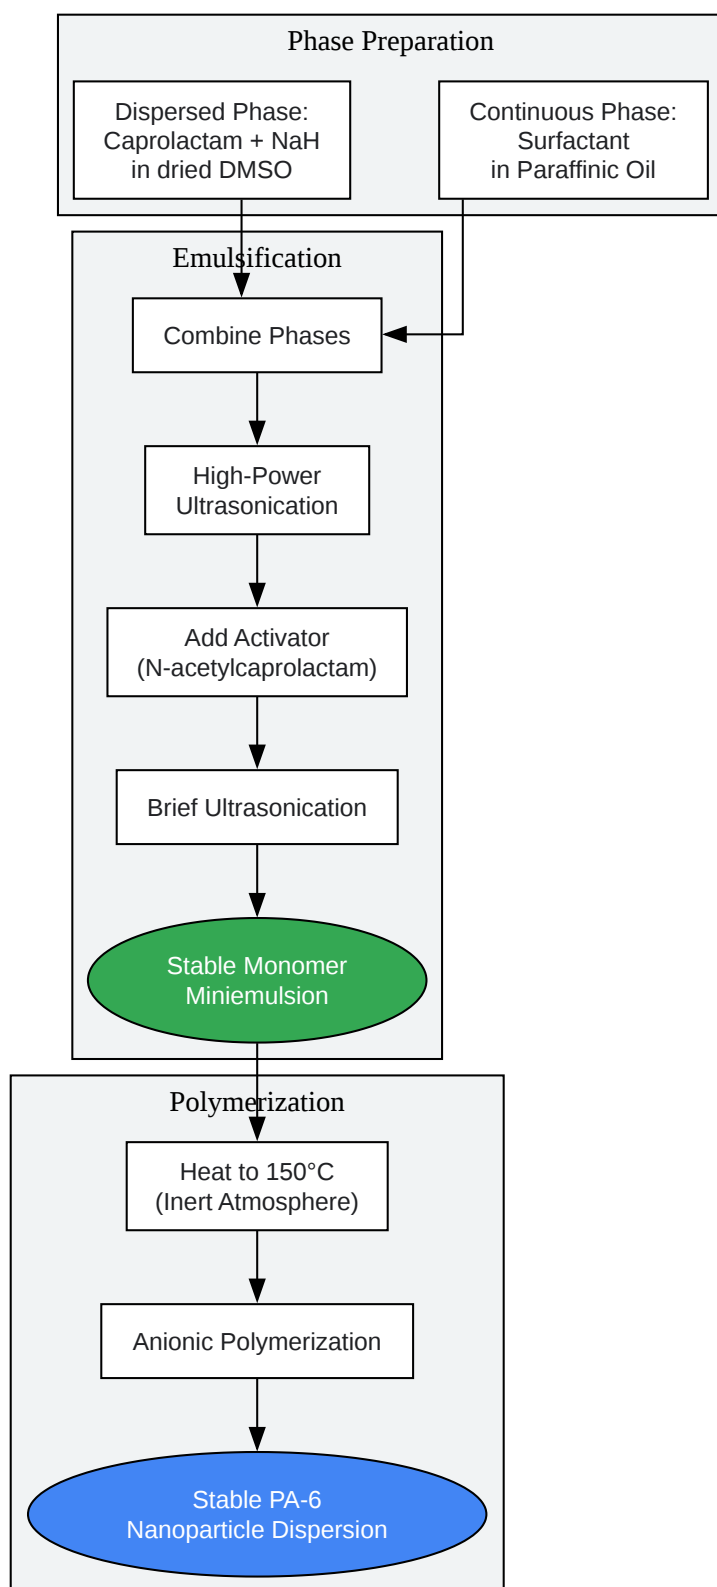 Phase Preparation
Dispersed Phase:
Caprolactam + NaH
in dried DMSO
Continuous Phase:
Surfactant
in Paraffinic Oil
Emulsification
Combine Phases
High-Power
Ultrasonication
Add Activator
(N-acetylcaprolactam)
Brief Ultrasonication
Stable Monomer
Miniemulsion
Polymerization
Heat to 150°C
(Inert Atmosphere)
Anionic Polymerization
Stable PA-6
Nanoparticle Dispersion